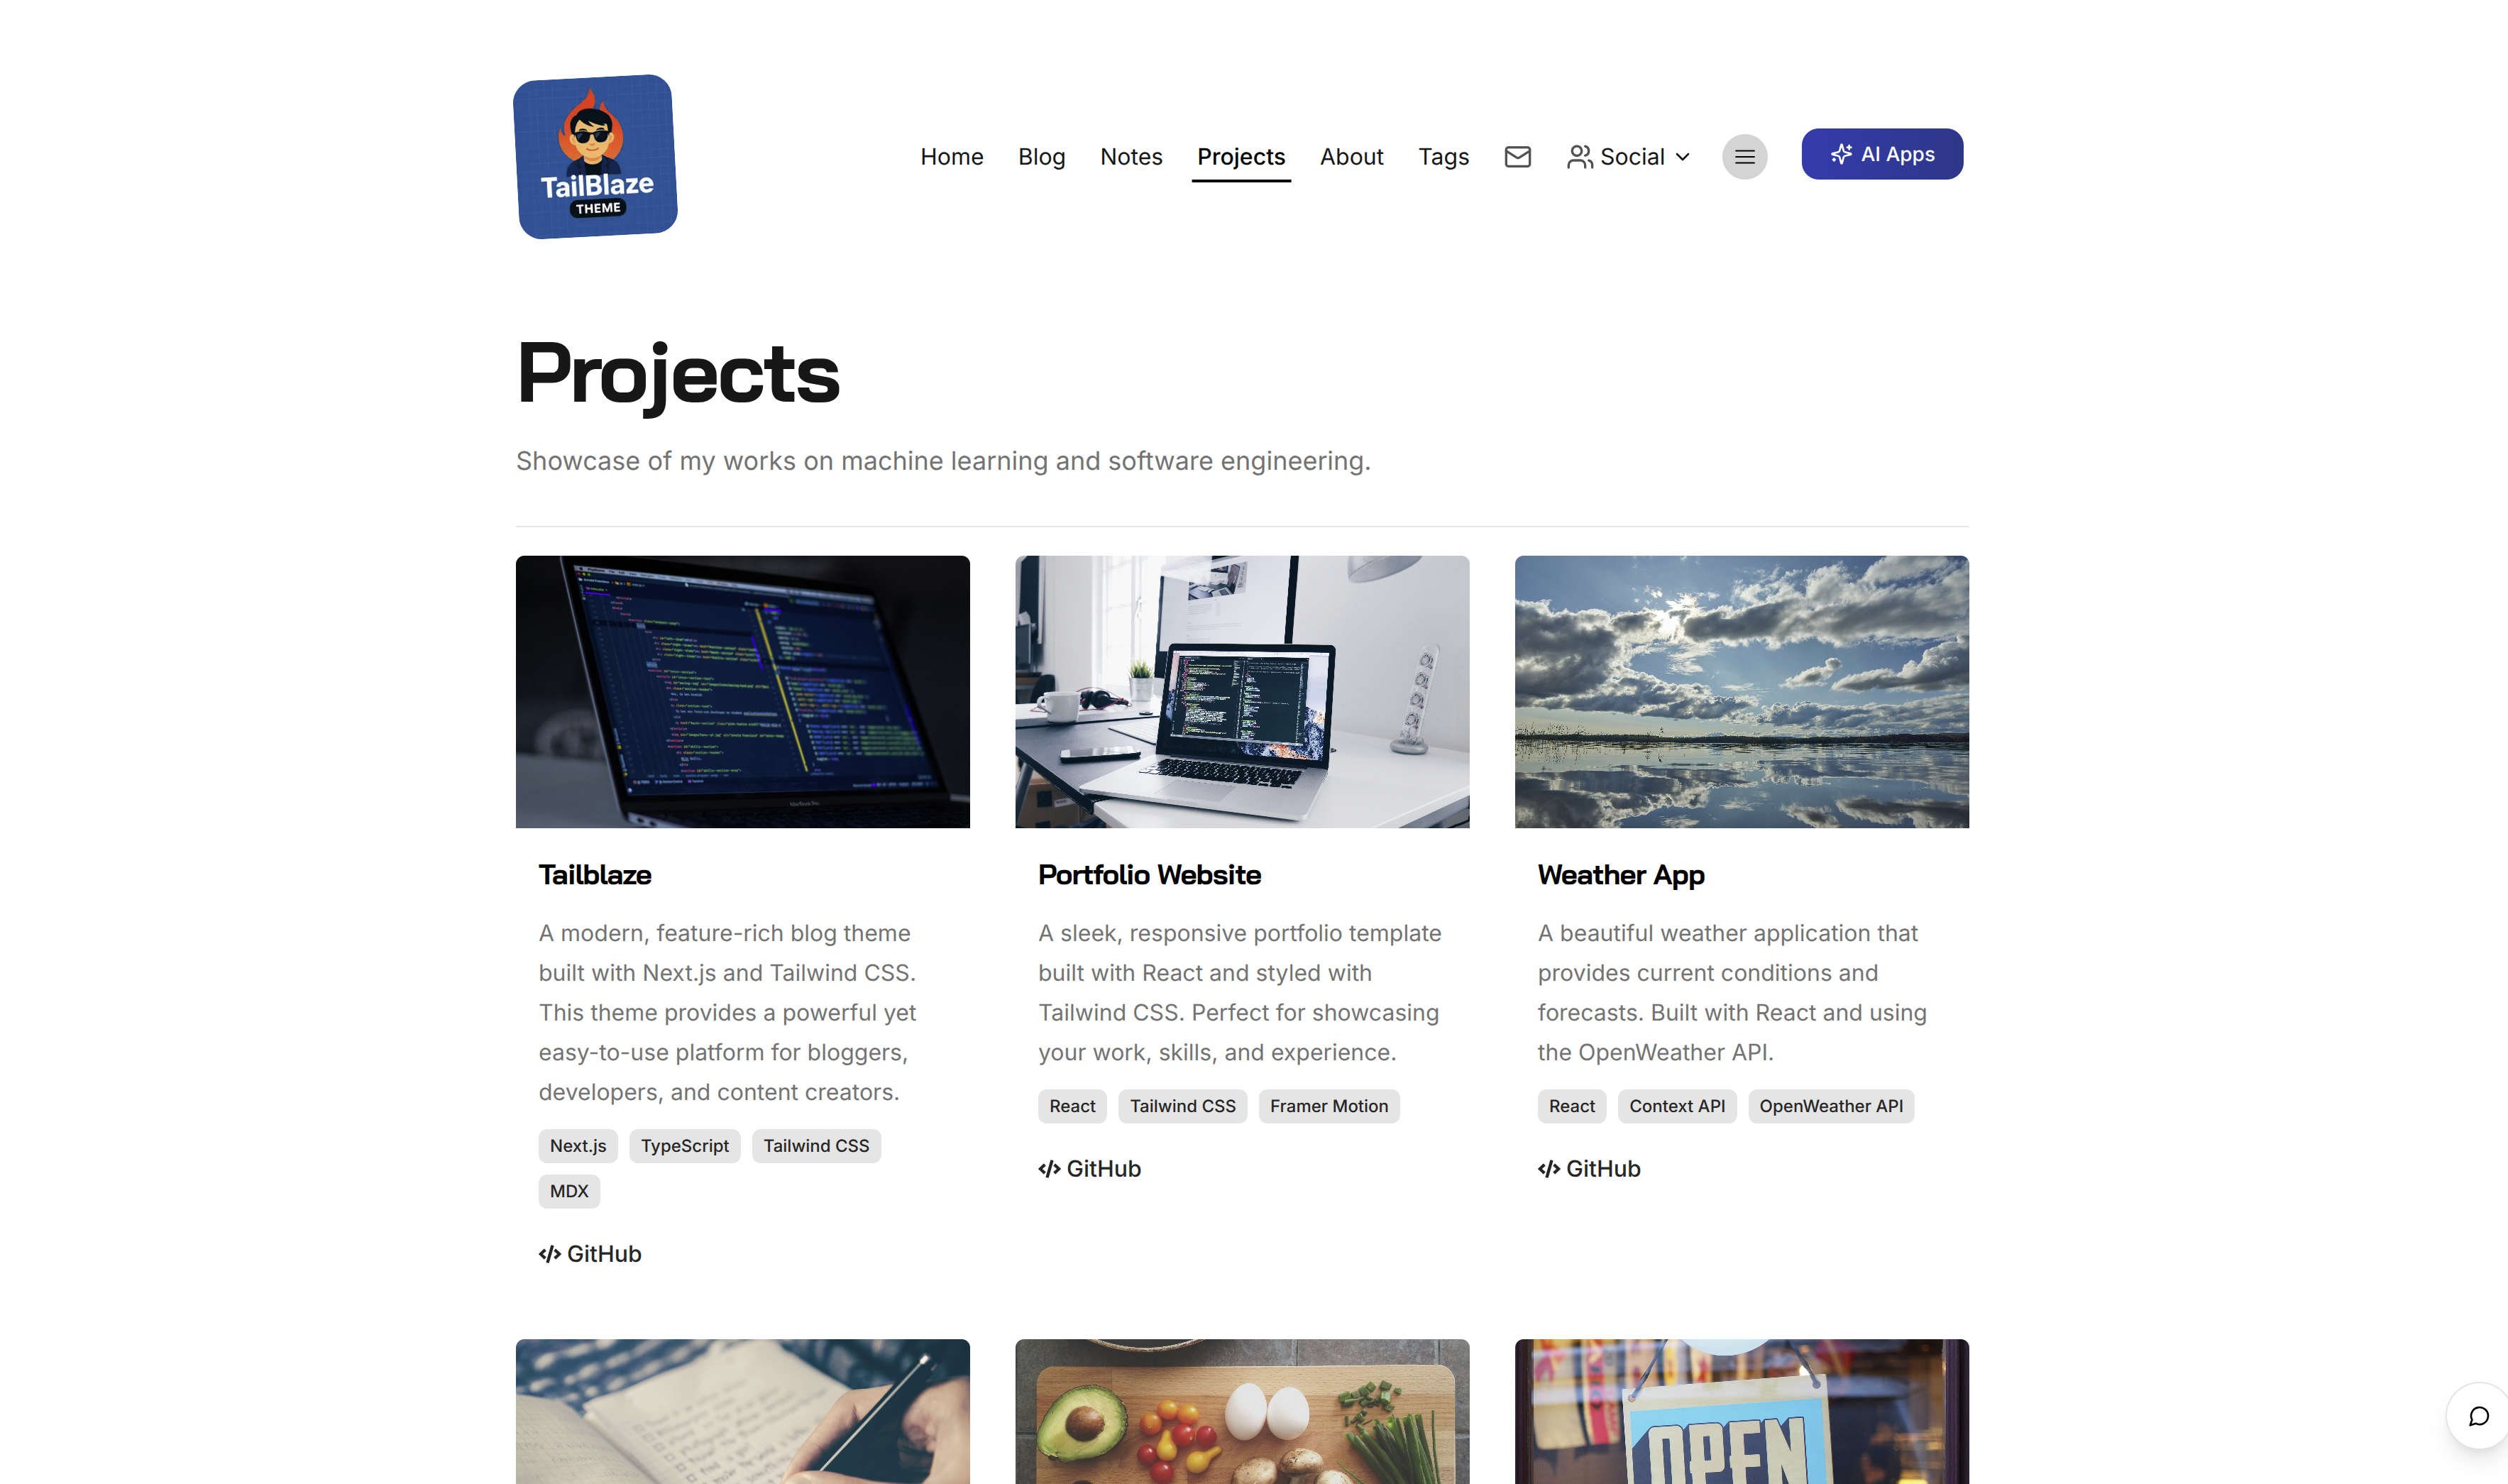 TailBlaze
THEME
Home
Blog
Notes
Projects
About
Tags
Social
AI Apps
Projects
Showcase of my works on machine learning and software engineering.
Tailblaze
A modern, feature-rich blog theme
built with Next.js and Tailwind CSS.
This theme provides a powerful yet
easy-to-use platform for bloggers,
developers, and content creators.
Next.js
TypeScript
Tailwind CSS
MDX
</> GitHub
Portfolio Website
A sleek, responsive portfolio template
built with React and styled with
Tailwind CSS. Perfect for showcasing
your work, skills, and experience.
React
Tailwind CSS
Framer Motion
</> GitHub
Weather App
A beautiful weather application that
provides current conditions and
forecasts. Built with React and using
the OpenWeather API.
React
Context API
OpenWeather API
</> GitHub
OPEN